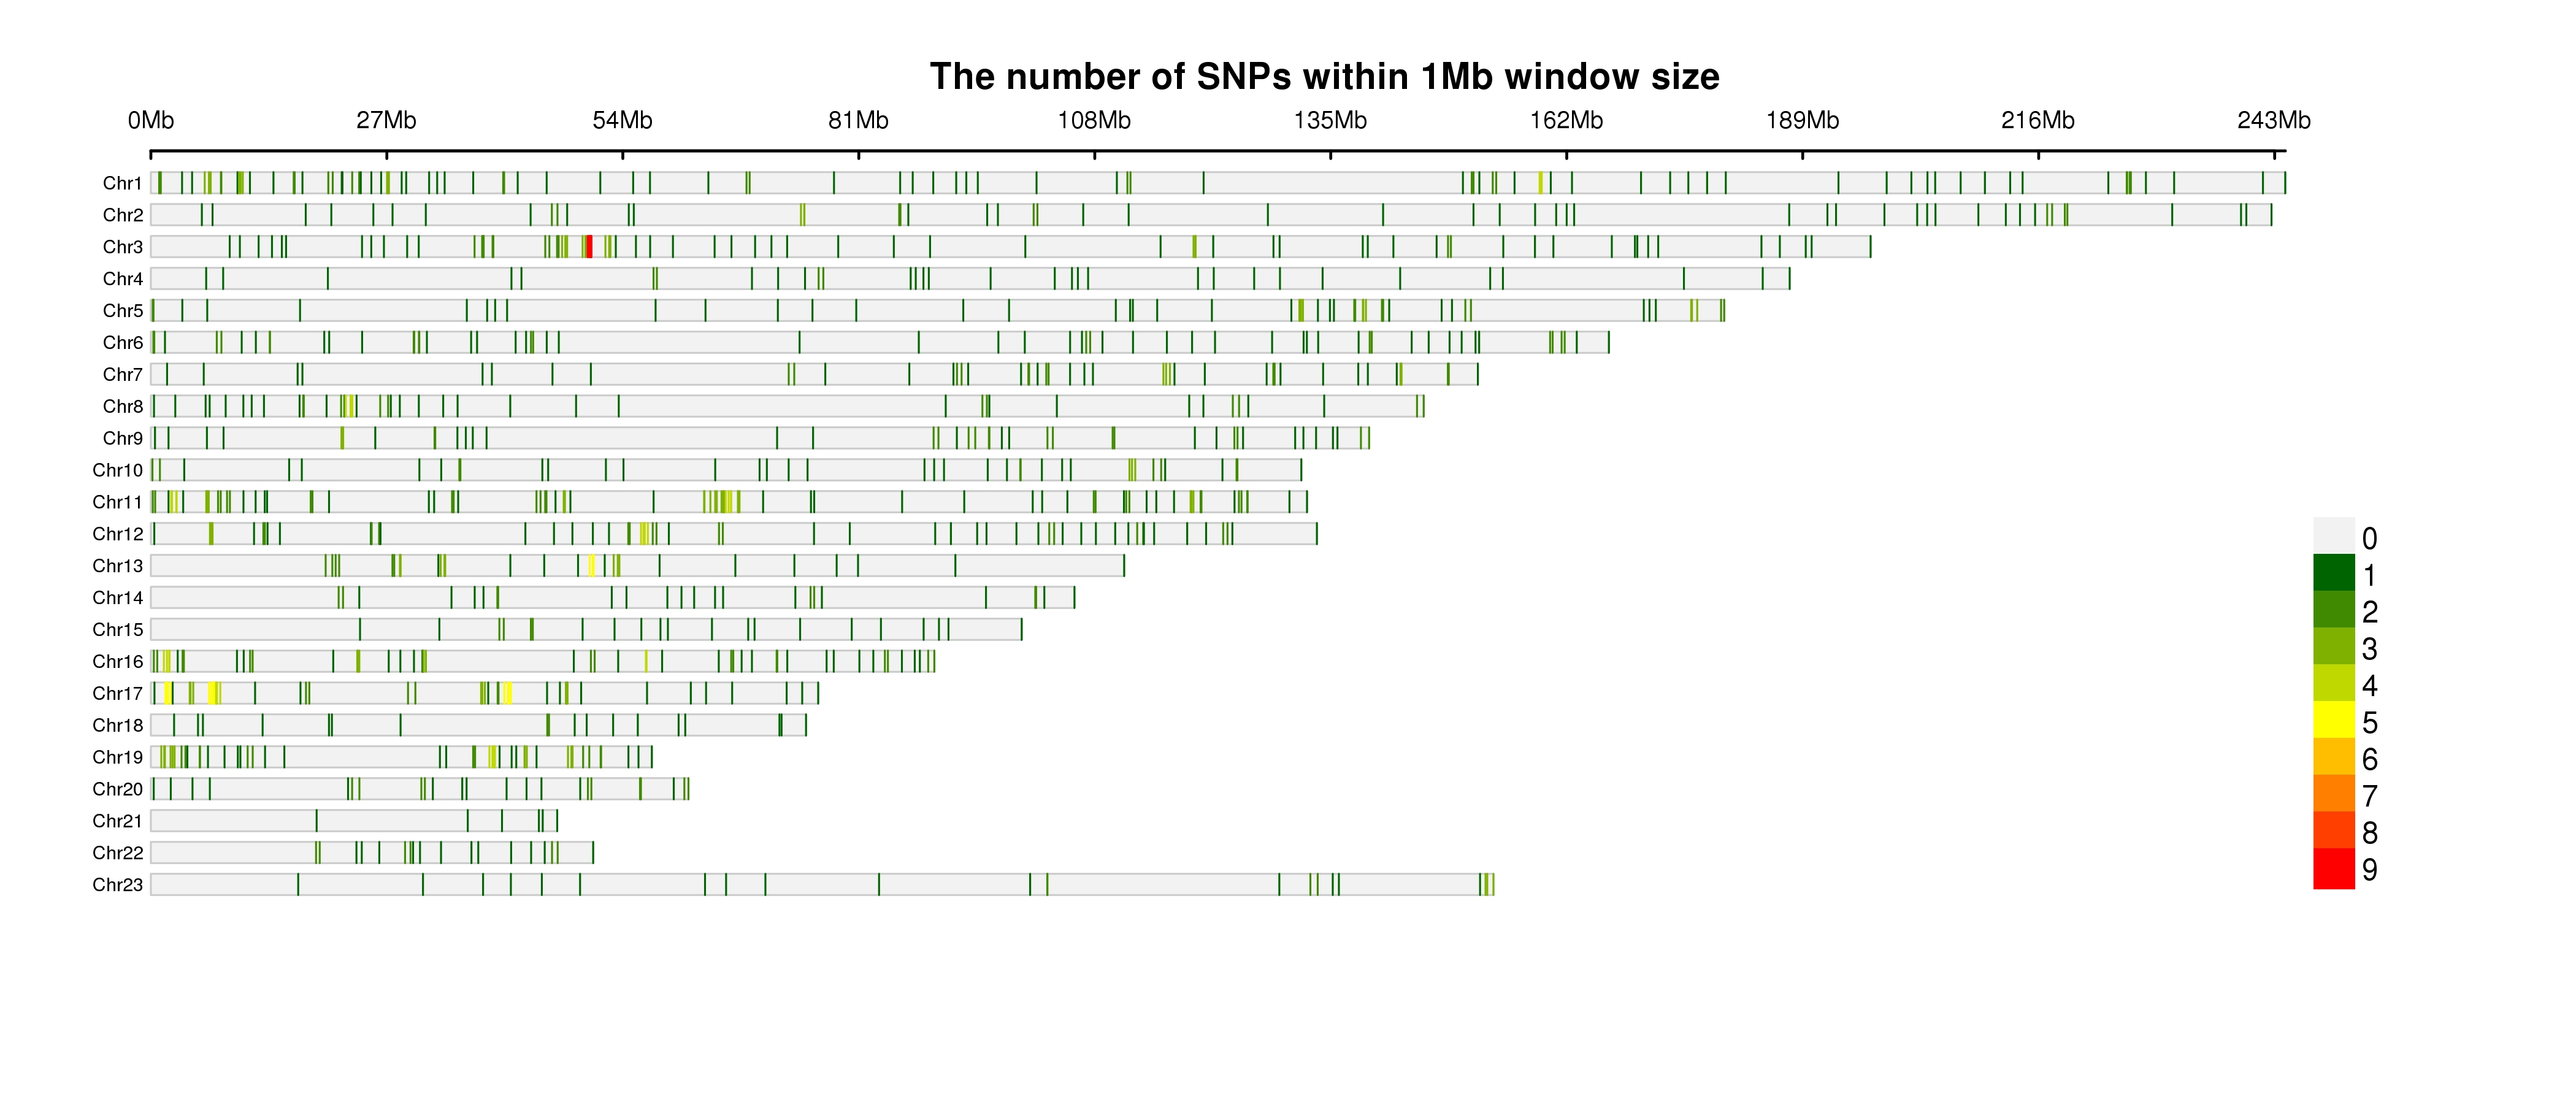 The number of SNPs within 1Mb window size
0Mb 27Mb 54Mb 81Mb 108Mb 135Mb 162Mb 189Mb 216Mb 243Mb
Chr1
Chr2
Chr3
Chr4
Chr5
Chr6
Chr7
Chr8
Chr9
Chr10
Chr11
Chr12
Chr13
Chr14
Chr15
Chr16
Chr17
Chr18
Chr19
Chr20
Chr21
Chr22
Chr23
0
1
2
3
4
5
6
7
8
9